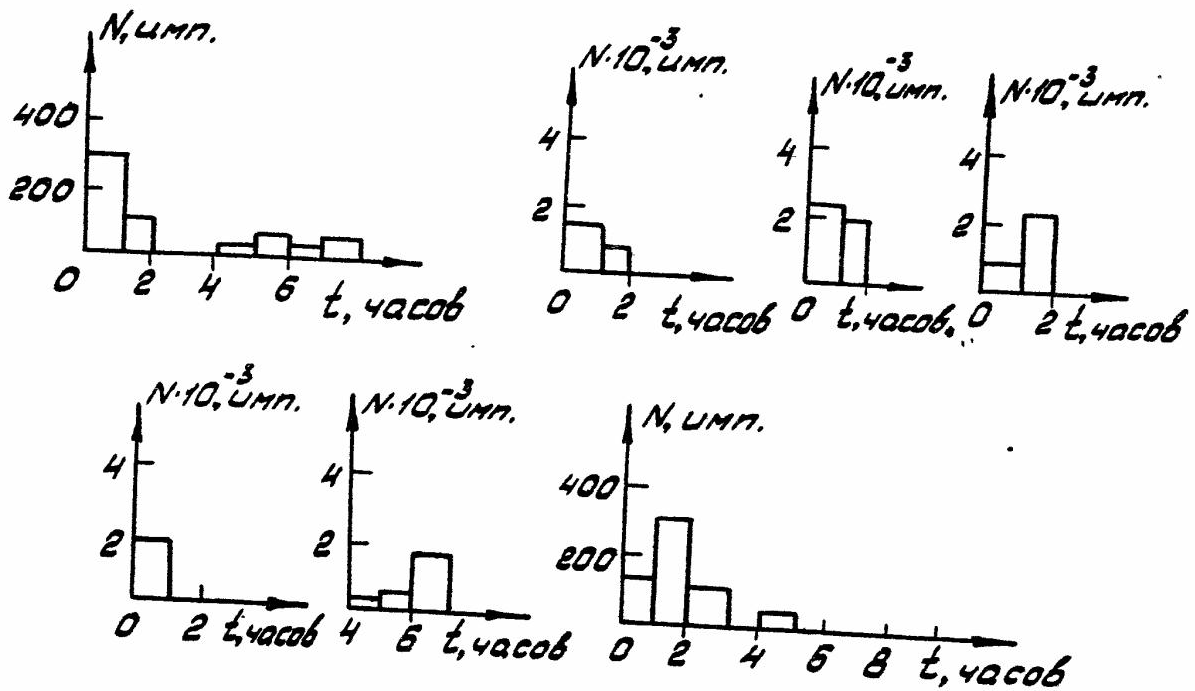 N, имп.
400
200
0 2 4 6 t, часов
N·10⁻³, имп.
4
2
0 2 t, часов
N·10⁻³, имп.
4
2
0 t, часов.
N·10⁻³, имп.
4
2
0 2 t, часов
N·10⁻³, имп.
4
2
0 2 t, часов
N·10⁻³, имп.
4
2
4 6 t, часов
N, имп.
400
200
0 2 4 6 8 t, часов